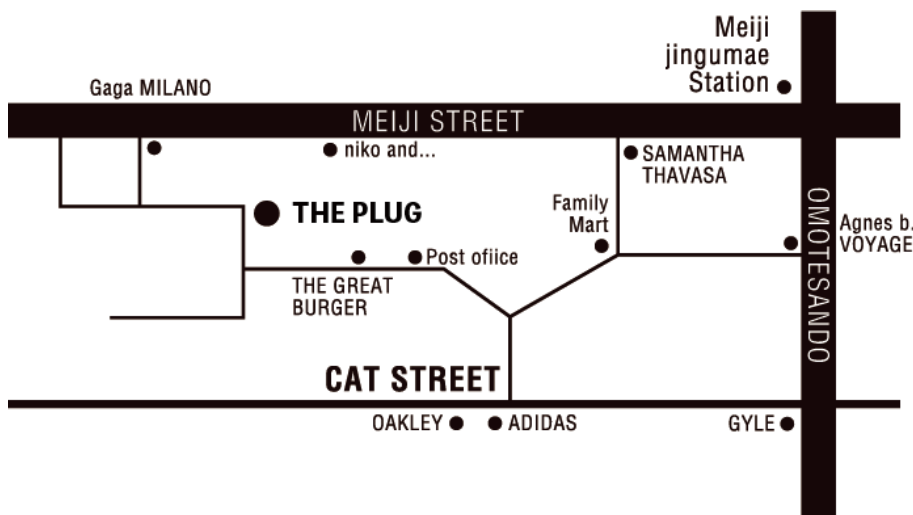 Meiji
jingumae
Station
Gaga MILANO
MEIJI STREET
niko and...
SAMANTHA
THAVASA
THE PLUG
Family
Mart
OMOTESANDO
Agnes b.
VOYAGE
Post ofiice
THE GREAT
BURGER
CAT STREET
OAKLEY
ADIDAS
GYLE